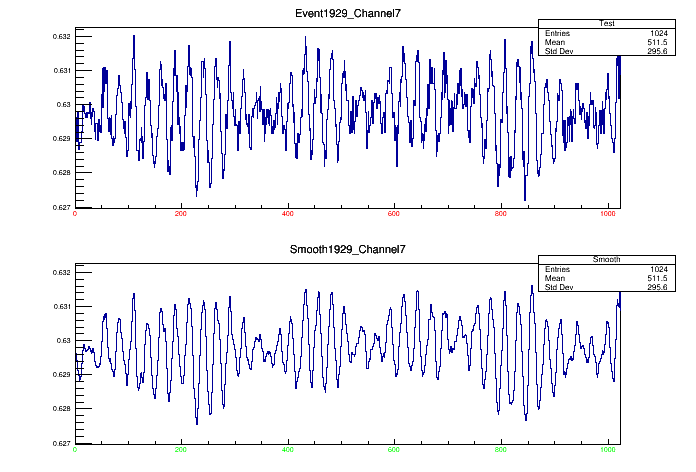 Event1929_Channel7
Test
Entries 1024
Mean 511.5
Std Dev 295.6
0.632
0.631
0.63
0.629
0.628
0.627
0 200 400 600 800 1000
Smooth1929_Channel7
Smooth
Entries 1024
Mean 511.5
Std Dev 295.6
0.632
0.631
0.63
0.629
0.628
0.627
0 200 400 600 800 1000